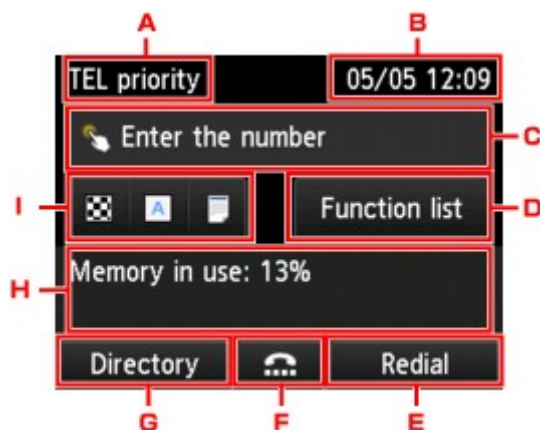 A B
TEL priority 05/05 12:09
Enter the number C
I A Function list D
H Memory in use: 13%
Directory Redial
G F E